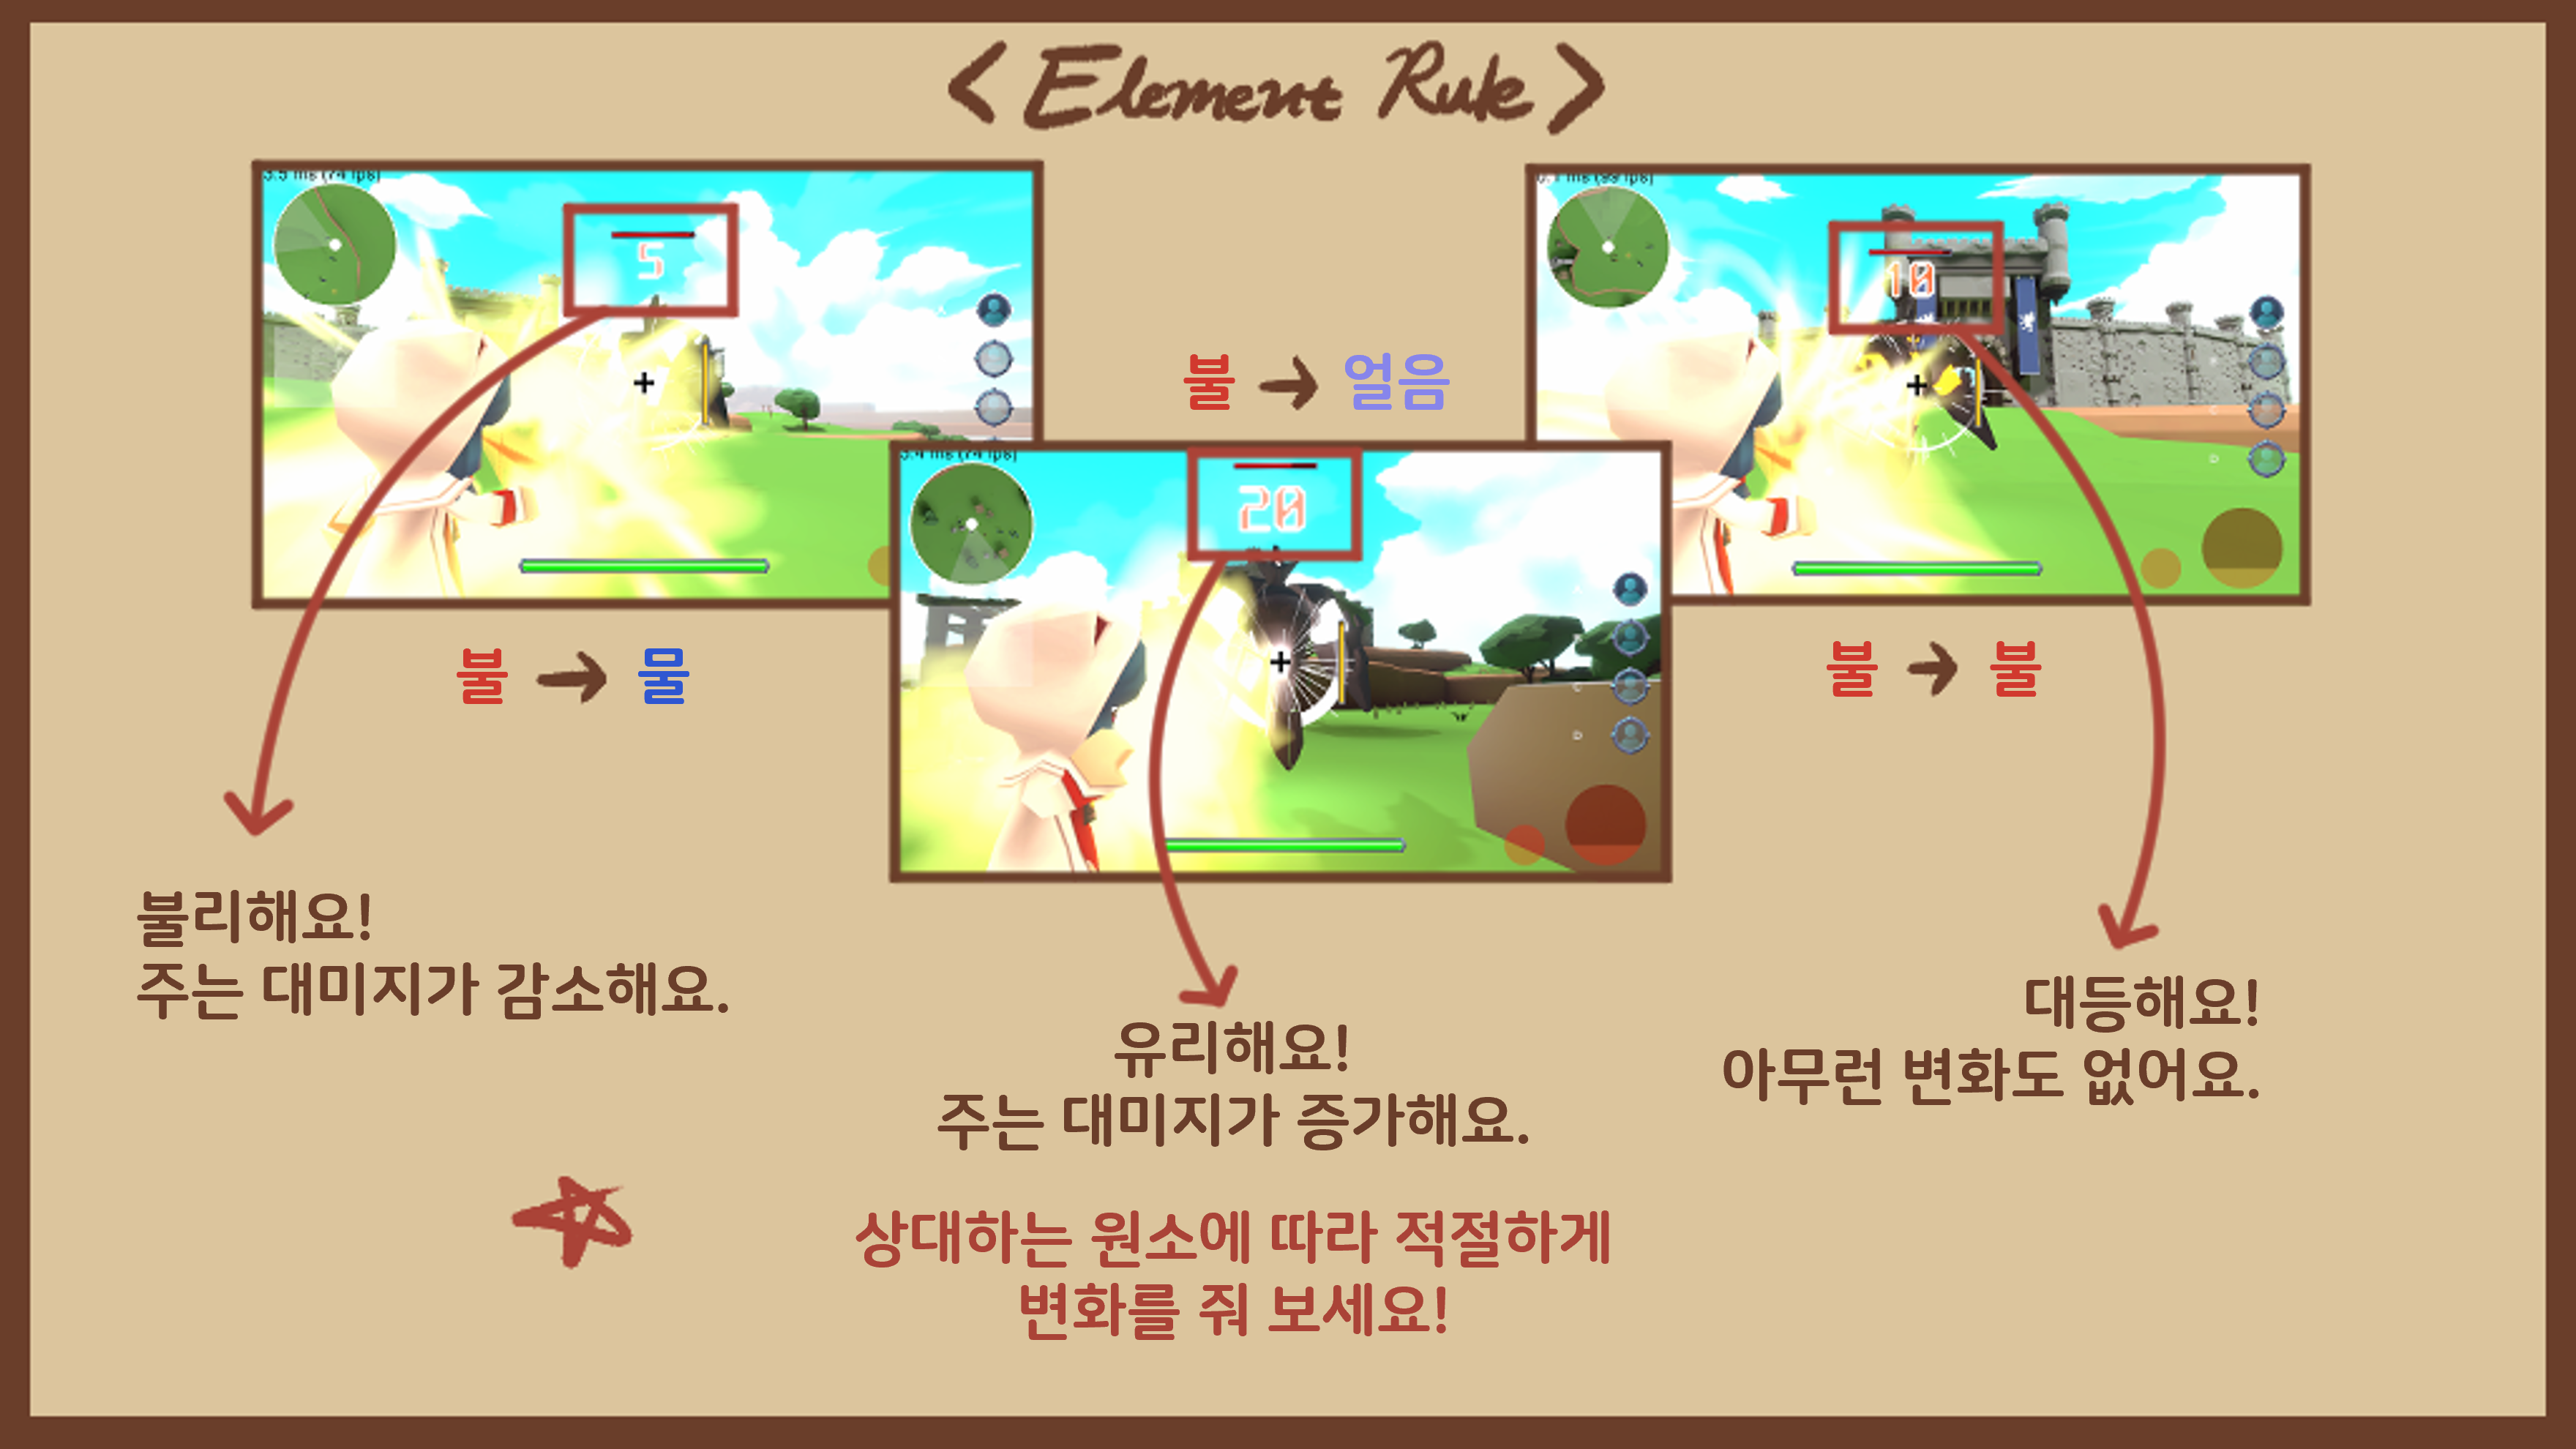 < Element Rule >
5
10
20
불 → 얼음
불 → 물
불 → 불
불리해요!
주는 대미지가 감소해요.
유리해요!
주는 대미지가 증가해요.
대등해요!
아무런 변화도 없어요.
상대하는 원소에 따라 적절하게
변화를 줘 보세요!